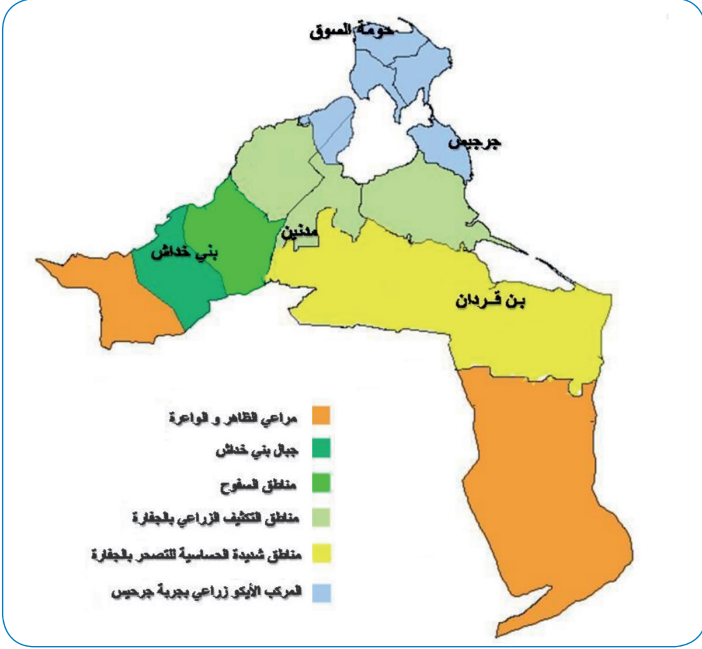 حومة السوق
جرجيس
مدنين
بني خداش
بن قردان
مراعي الظاهر و الواعرة
جبال بني خداش
مناطق السفوح
مناطق التكثيف الزراعي بالجفارة
مناطق شديدة الحساسية للتصحر بالجفارة
المركب الأيكو زراعي بجربة جرجيس